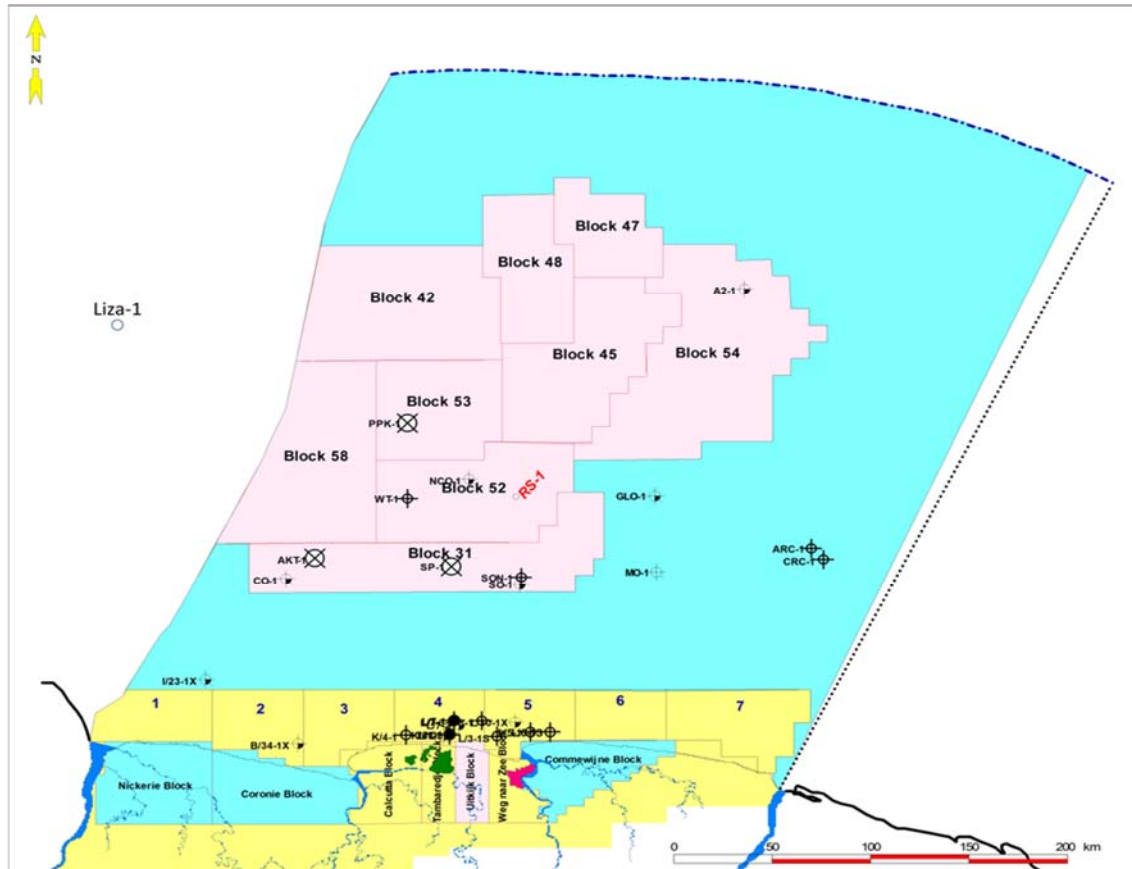 N
Block 47
Block 48
Block 42
A2-1
Liza-1
Block 45
Block 54
Block 53
PPK-1
Block 58
NCO-1
Block 52
RS-1
WT-1
GLO-1
Block 31
AKT-1
SP-1
CO-1
SON-1
SO-1
ARC-1
CRC-1
MO-1
I/23-1X
1
2
3
4
5
6
7
K/4-1
L/3-1S
B/34-1X
Nickerie Block
Coronie Block
Calcutta Block
Uitkijk Block
Weg naar Zee Block
Commewijne Block
0 50 100 150 200 km